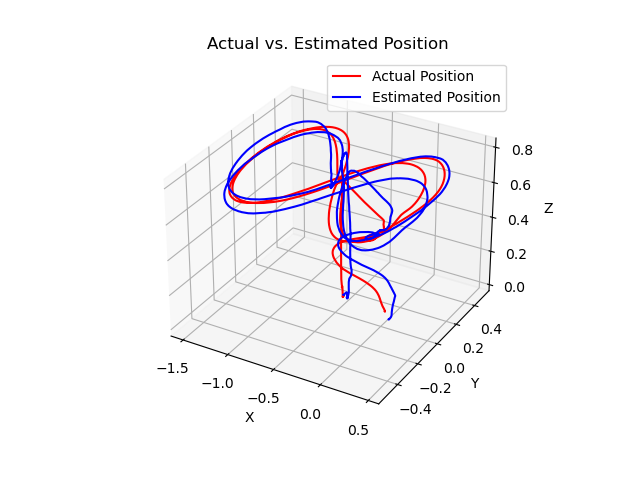 Actual vs. Estimated Position
Actual Position
Estimated Position
0.8
0.6
Z
0.4
0.2
0.0
0.4
0.2
0.0
Y
−0.2
−0.4
−1.5
−1.0
−0.5
0.0
0.5
X